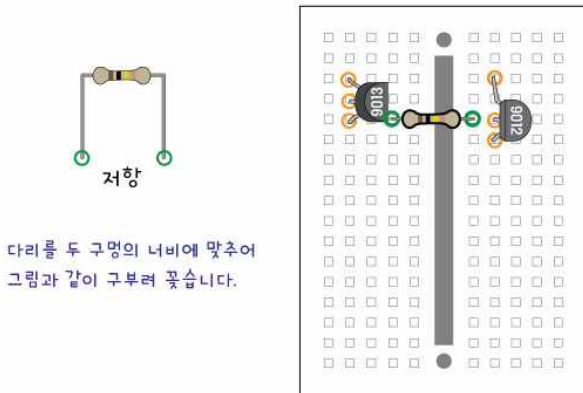 저항
다리를 두 구멍의 너비에 맞추어
그림과 같이 구부려 꽂습니다.
9013
9012